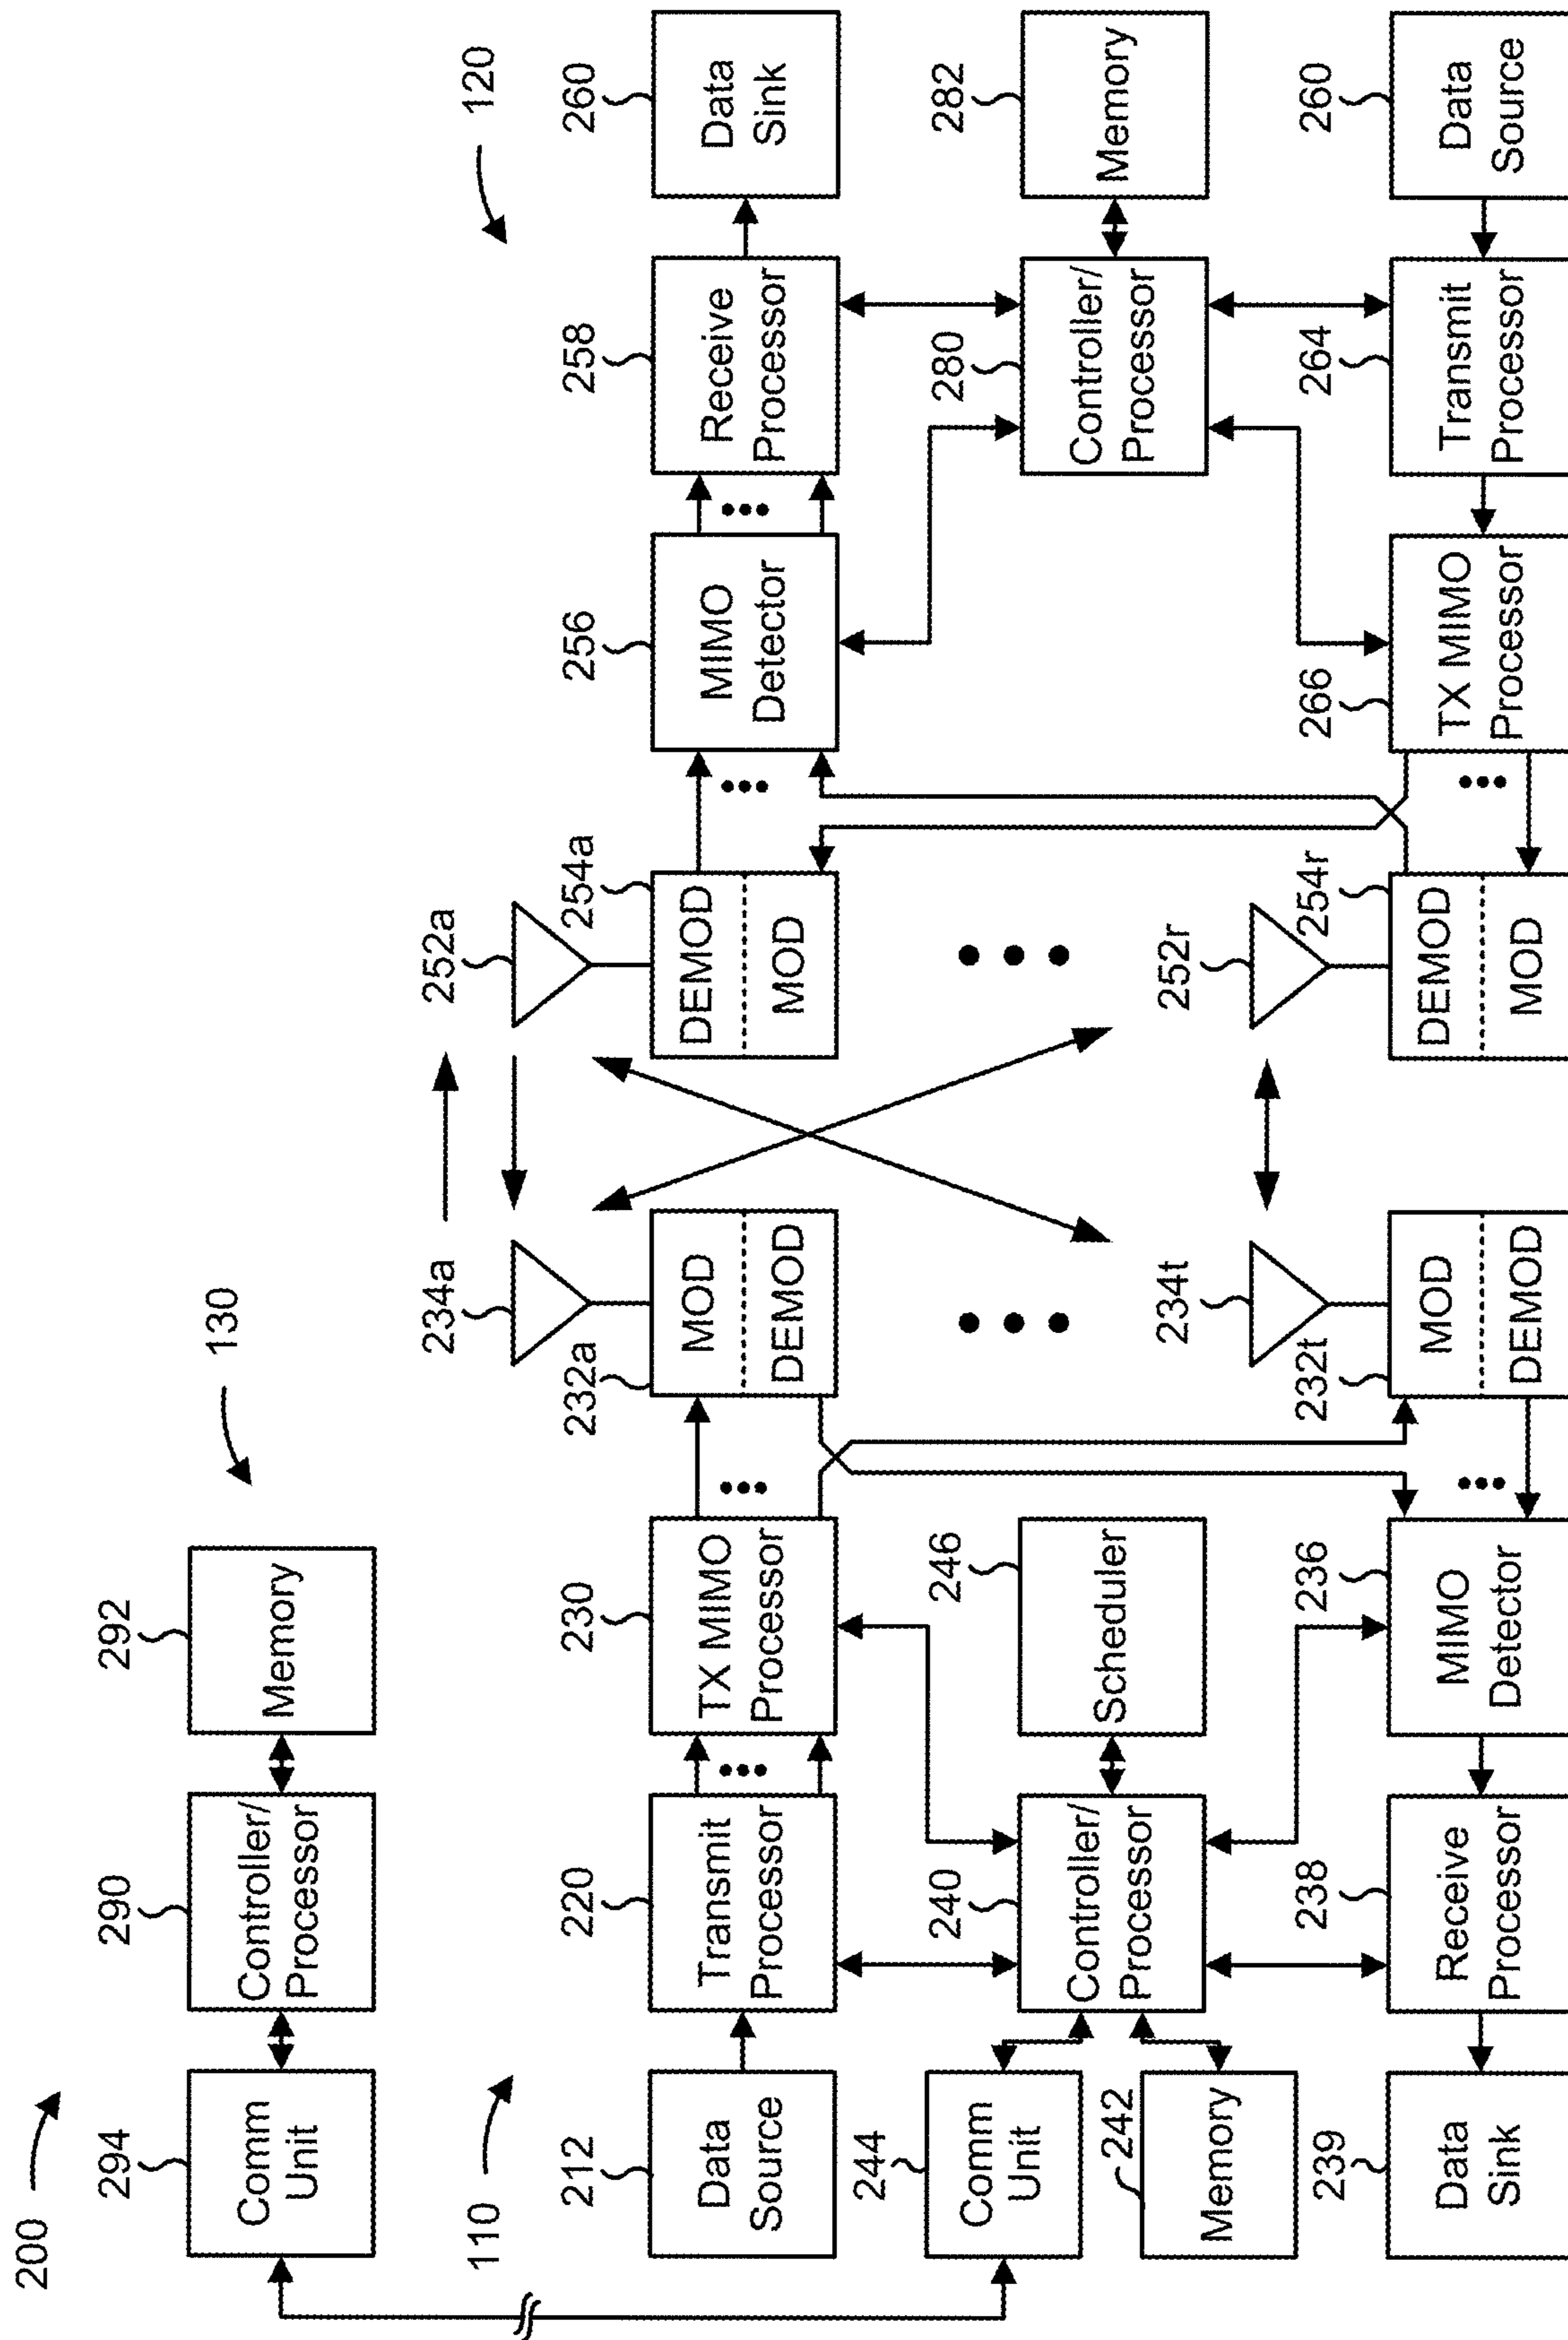 200
294
290
292
130
Comm
Unit
Controller/
Processor
Memory
110
234a
252a
120
212
220
230
232a
254a
256
258
260
Data
Source
Transmit
Processor
TX MIMO
Processor
MOD
DEMOD
DEMOD
MOD
MIMO
Detector
Receive
Processor
Data
Sink
244
240
246
280
282
Comm
Unit
Controller/
Processor
Scheduler
Controller/
Processor
Memory
242
Memory
234t
252r
239
238
236
232t
254r
266
264
260
Data
Sink
Receive
Processor
MIMO
Detector
MOD
DEMOD
DEMOD
MOD
TX MIMO
Processor
Transmit
Processor
Data
Source